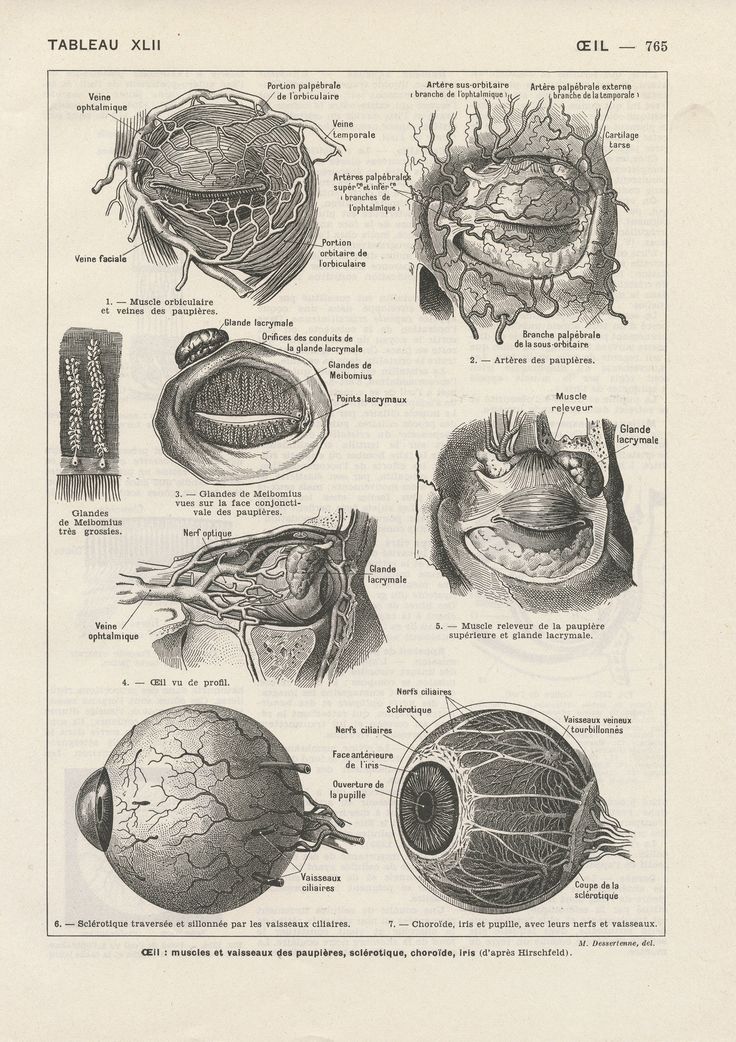 TABLEAU XLII
ŒIL — 765
Veine
ophtalmique
Portion palpébrale
de l'orbiculaire
Veine
temporale
Veine faciale
Portion
orbitaire de
l'orbiculaire
1. — Muscle orbiculaire
et veines des paupières.
Artère sus-orbitaire
(branche de l'ophtalmique)
Artère palpébrale externe
(branche de la temporale)
Cartilage
tarse
Artères palpébrales
supér.res et infér.res
(branches de
l'ophtalmique)
Branche palpébrale
de la sous-orbitaire
2. — Artères des paupières.
Glandes
de Meibomius
très grossies.
Glande lacrymale
Orifices des conduits de
la glande lacrymale
Glandes de
Meibomius
Points lacrymaux
3. — Glandes de Meibomius
vues sur la face conjoncti-
vale des paupières.
Nerf optique
Glande
lacrymale
Veine
ophtalmique
4. — Œil vu de profil.
Muscle
releveur
Glande
lacrymale
5. — Muscle releveur de la paupière
supérieure et glande lacrymale.
Vaisseaux
ciliaires
6. — Sclérotique traversée et sillonnée par les vaisseaux ciliaires.
Nerfs ciliaires
Sclérotique
Nerfs ciliaires
Face antérieure
de l'iris
Ouverture de
la pupille
Vaisseaux veineux
tourbillonnés
Coupe de la
sclérotique
7. — Choroïde, iris et pupille, avec leurs nerfs et vaisseaux.
M. Dessertenne, del.
Œil : muscles et vaisseaux des paupières, sclérotique, choroïde, iris (d'après Hirschfeld).